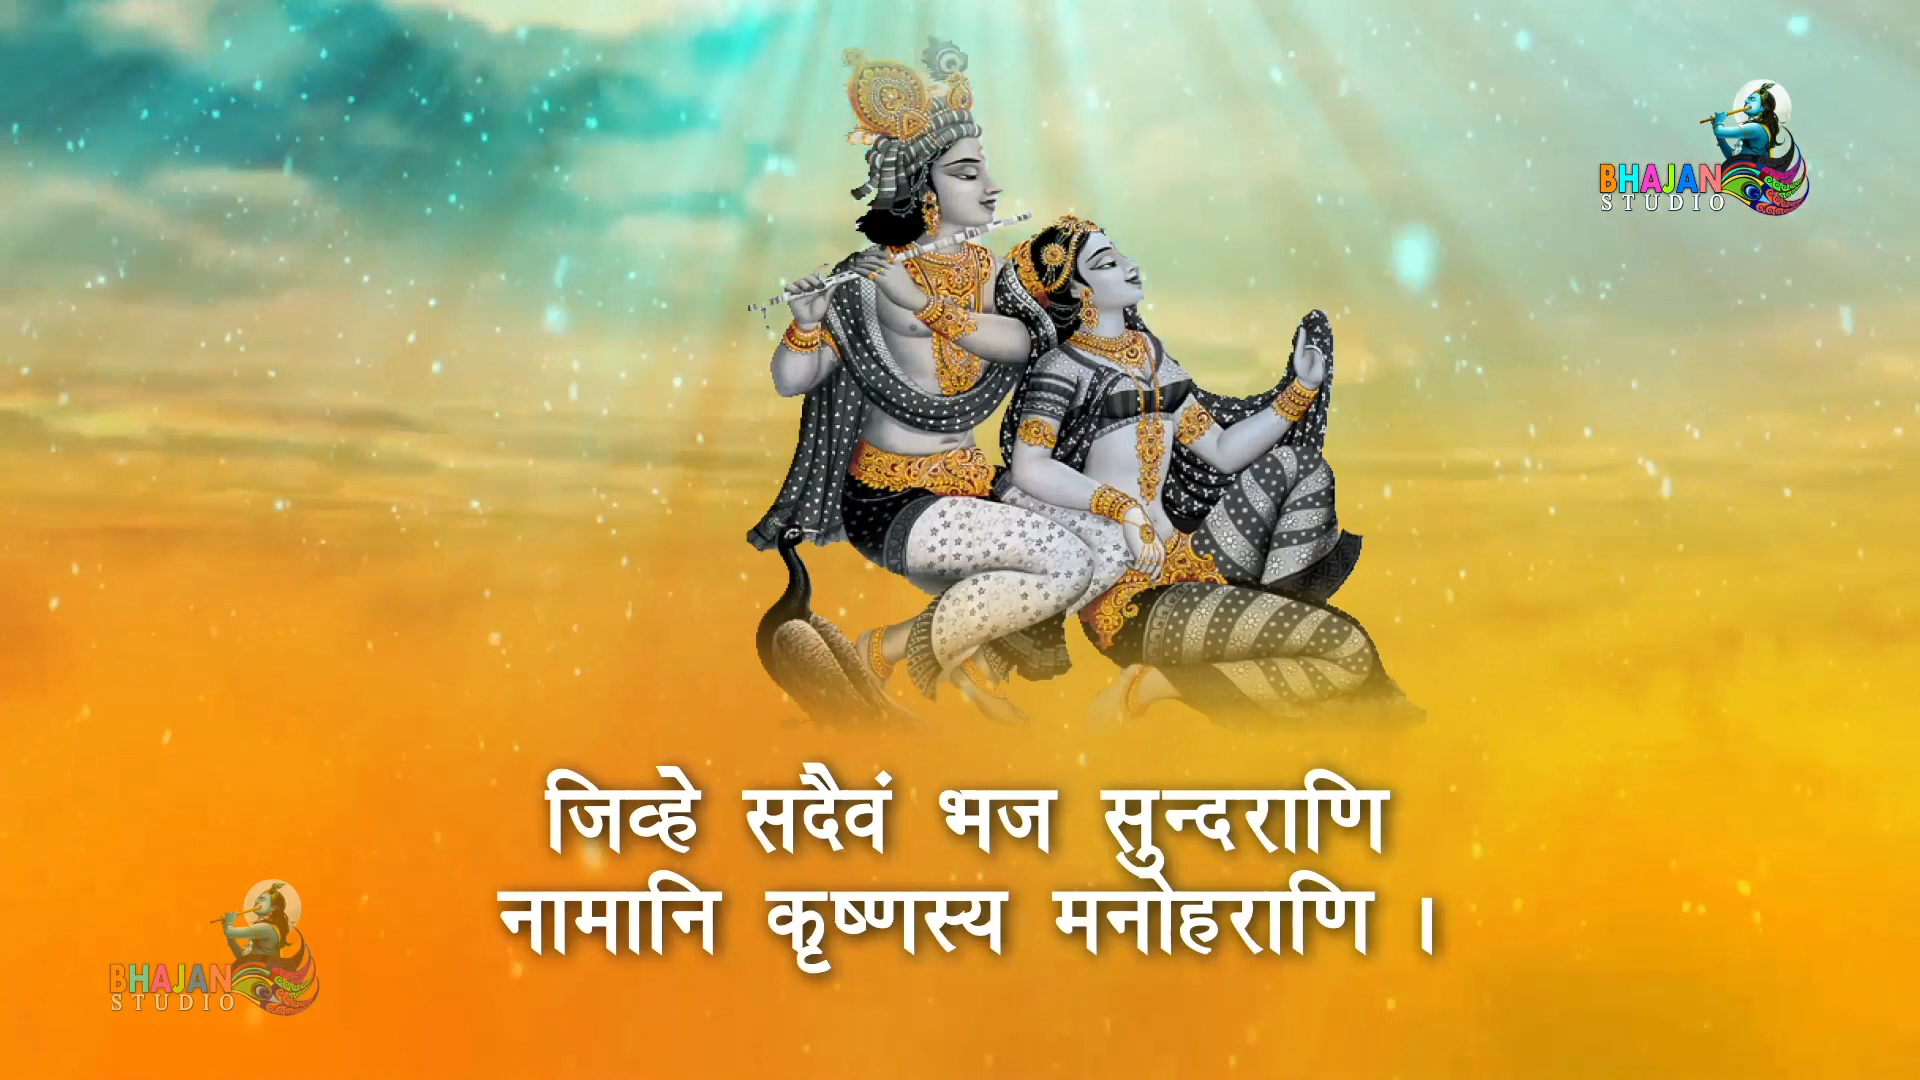 BHAJAN
STUDIO
जिव्हे सदैवं भज सुन्दराणि
नामानि कृष्णस्य मनोहराणि ।
BHAJAN
STUDIO